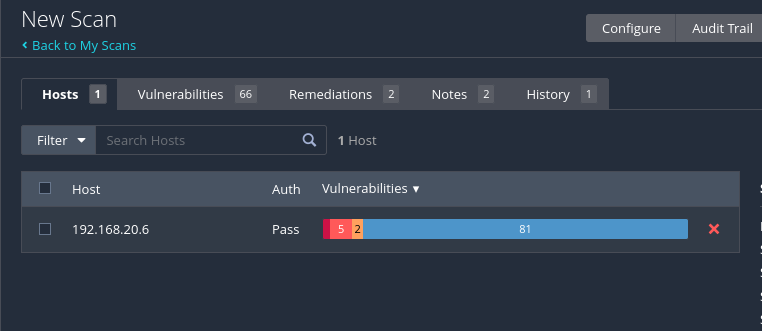 New Scan
Configure Audit Trail
Back to My Scans
Hosts 1 Vulnerabilities 66 Remediations 2 Notes 2 History 1
Filter Search Hosts 1 Host
Host Auth Vulnerabilities
192.168.20.6 Pass 5 2 81